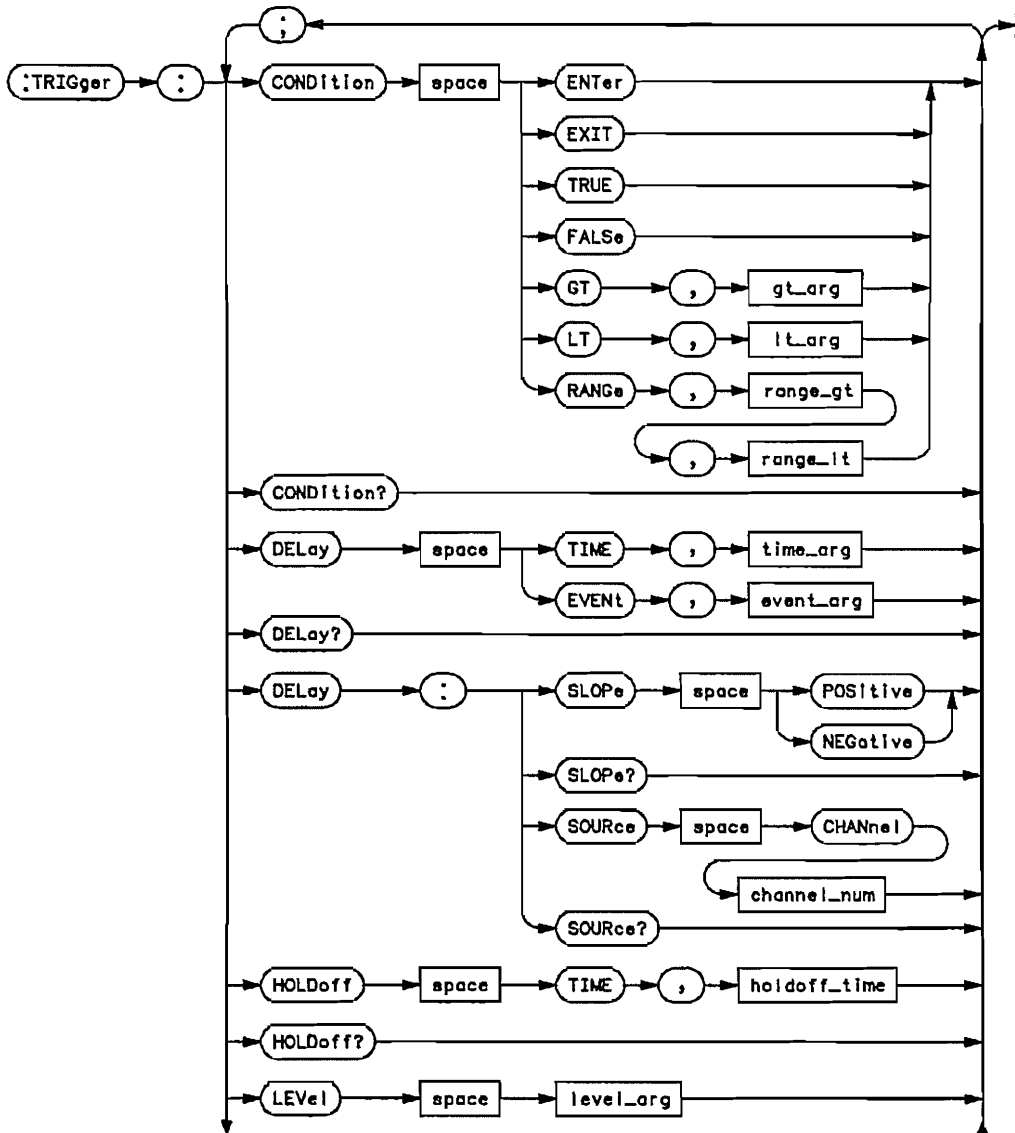 ;
:TRIGger : CONDition space ENTer
EXIT
TRUE
FALSe
GT , gt_arg
LT , lt_arg
RANGe , range_gt
, range_lt
CONDition?
DELay space TIME , time_arg
EVENt , event_arg
DELay?
DELay : SLOPe space POSitive
NEGative
SLOPe?
SOURce space CHANnel
channel_num
SOURce?
HOLDoff space TIME , holdoff_time
HOLDoff?
LEVel space level_arg